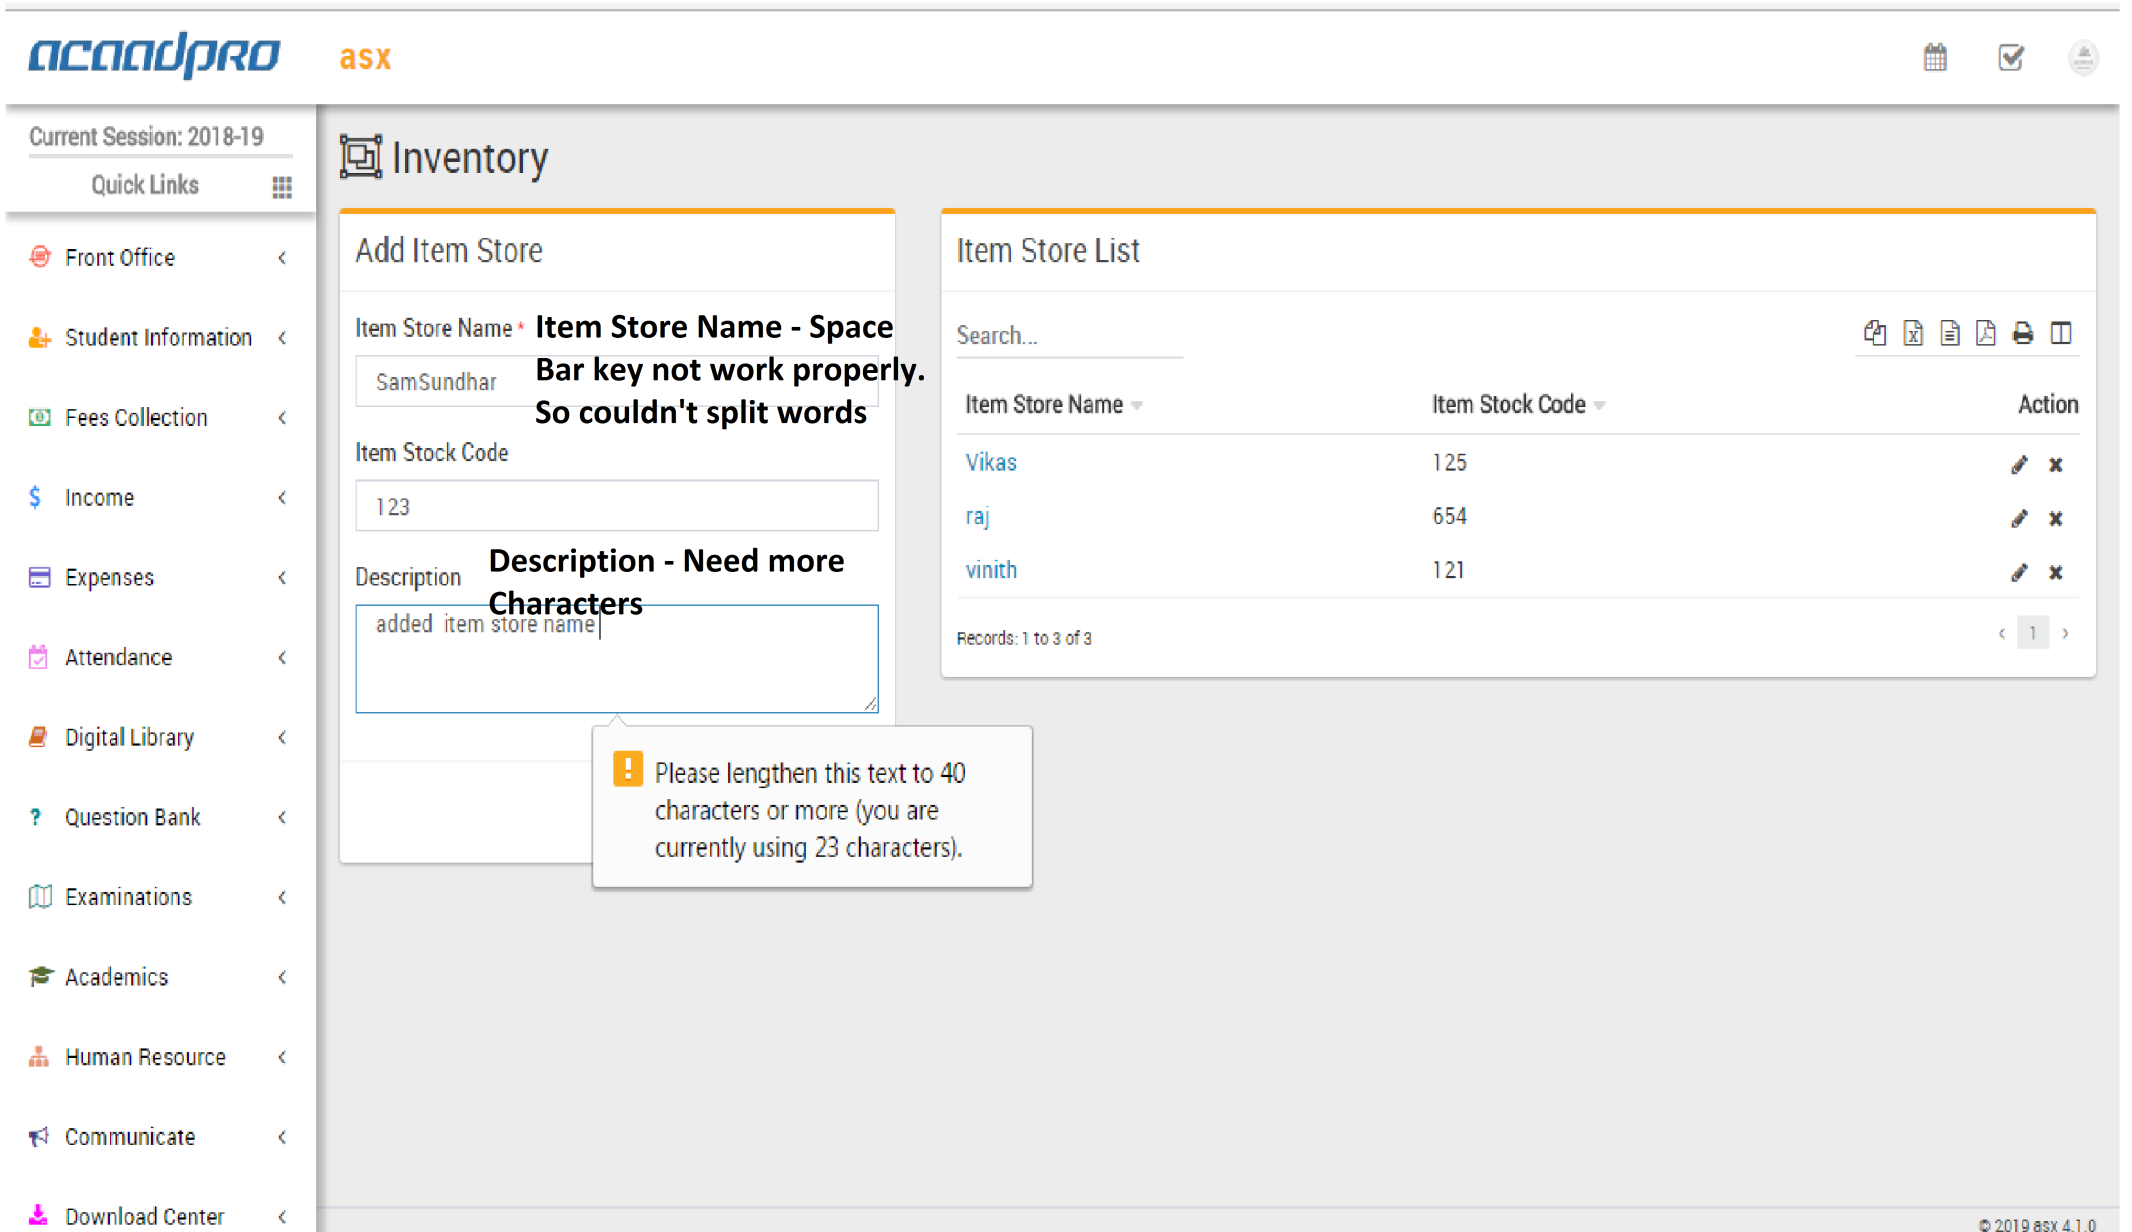 acaadpro
asx
Current Session: 2018-19
Quick Links
Front Office
Student Information
Fees Collection
Income
Expenses
Attendance
Digital Library
Question Bank
Examinations
Academics
Human Resource
Communicate
Download Center
Inventory
Add Item Store
Item Store Name *
Item Store Name - Space
Bar key not work properly.
So couldn't split words
SamSundhar
Item Stock Code
123
Description
Description - Need more
Characters
added  item store name
Please lengthen this text to 40
characters or more (you are
currently using 23 characters).
Item Store List
Search...
Item Store Name Item Stock Code Action
Vikas 125
raj 654
vinith 121
Records: 1 to 3 of 3
1
© 2019 asx 4.1.0